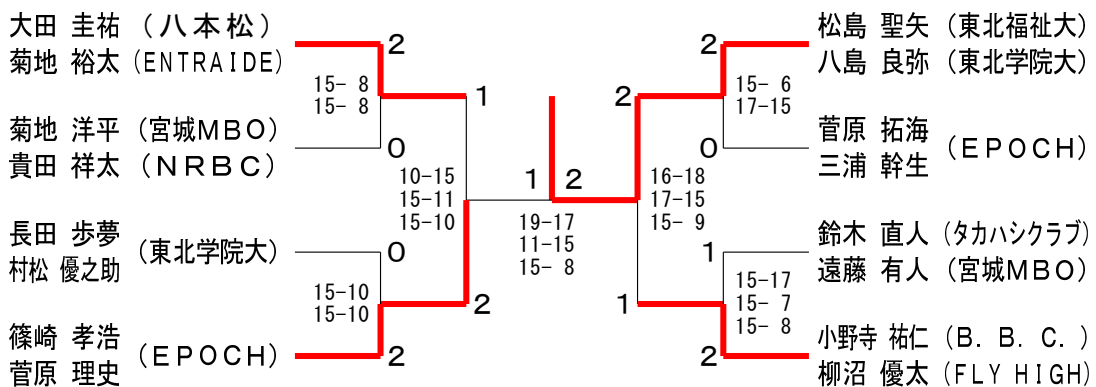 大田 圭祐 (八本松)
菊地 裕太 (ENTRAIDE)
2
15- 8
15- 8
1
菊地 洋平 (宮城MBO)
貴田 祥太 (NRBC)
0
10-15
15-11
15-10
長田 歩夢
村松 優之助
(東北学院大)
0
15-10
15-10
2
篠崎 孝浩
菅原 理史
(EPOCH)
2
1 2
19-17
11-15
15- 8
松島 聖矢 (東北福祉大)
八島 良弥 (東北学院大)
2
15- 6
17-15
2
菅原 拓海
三浦 幹生
(EPOCH)
0
16-18
17-15
15- 9
鈴木 直人 (タカハシクラブ)
遠藤 有人 (宮城MBO)
1
15-17
15- 7
15- 8
1
小野寺 祐仁 (B. B. C. )
柳沼 優太 (FLY HIGH)
2